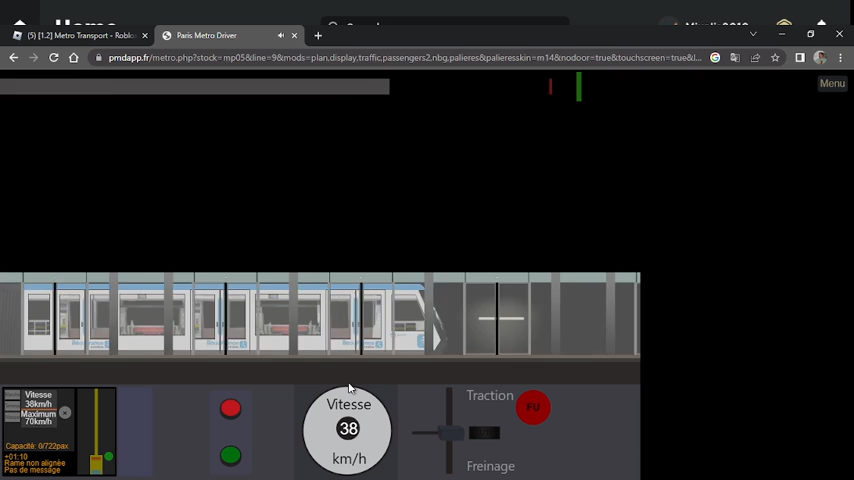 (5) [1.2] Metro Transport - Roblo
Paris Metro Driver
pmdapp.fr/metro.php?stock=mp05&line=9&mods=plan,display,traffic,passengers2,nbg,palieres&palieresskin=m14&nodoor=true&touchscreen=true&l...
Menu
Vitesse
38km/h
Maximum
70km/h
Capacité: 0/722pax.
+01:10
Rame non alignée
Pas de message
Vitesse
38
km/h
Traction
FU
Freinage